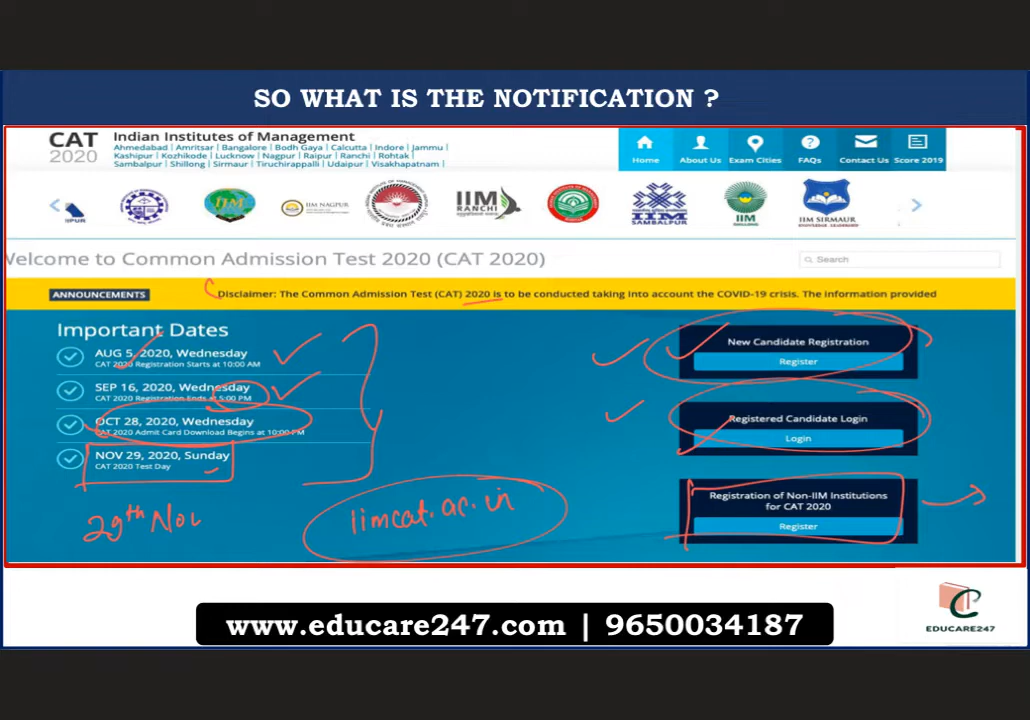 SO WHAT IS THE NOTIFICATION ?
CAT
2020
Indian Institutes of Management
Ahmedabad | Amritsar | Bangalore | Bodh Gaya | Calcutta | Indore | Jammu |
Kashipur | Kozhikode | Lucknow | Nagpur | Raipur | Ranchi | Rohtak |
Sambalpur | Shillong | Sirmaur | Tiruchirappalli | Udaipur | Visakhapatnam |
Home
About Us
Exam Cities
FAQs
Contact Us
Score 2019
IIM NAGPUR
IIM
RANCHI
IIM
SAMBALPUR
IIM
IIM SIRMAUR
Welcome to Common Admission Test 2020 (CAT 2020)
Search
ANNOUNCEMENTS
Disclaimer: The Common Admission Test (CAT) 2020 is to be conducted taking into account the COVID-19 crisis. The information provided
Important Dates
AUG 5, 2020, Wednesday
CAT 2020 Registration Starts at 10:00 AM
SEP 16, 2020, Wednesday
CAT 2020 Registration Ends at 5:00 PM
OCT 28, 2020, Wednesday
CAT 2020 Admit Card Download Begins at 10:00 PM
NOV 29, 2020, Sunday
CAT 2020 Test Day
29th Nov
iimcat.ac.in
New Candidate Registration
Register
Registered Candidate Login
Login
Registration of Non-IIM Institutions
for CAT 2020
Register
www.educare247.com | 9650034187
EDUCARE247